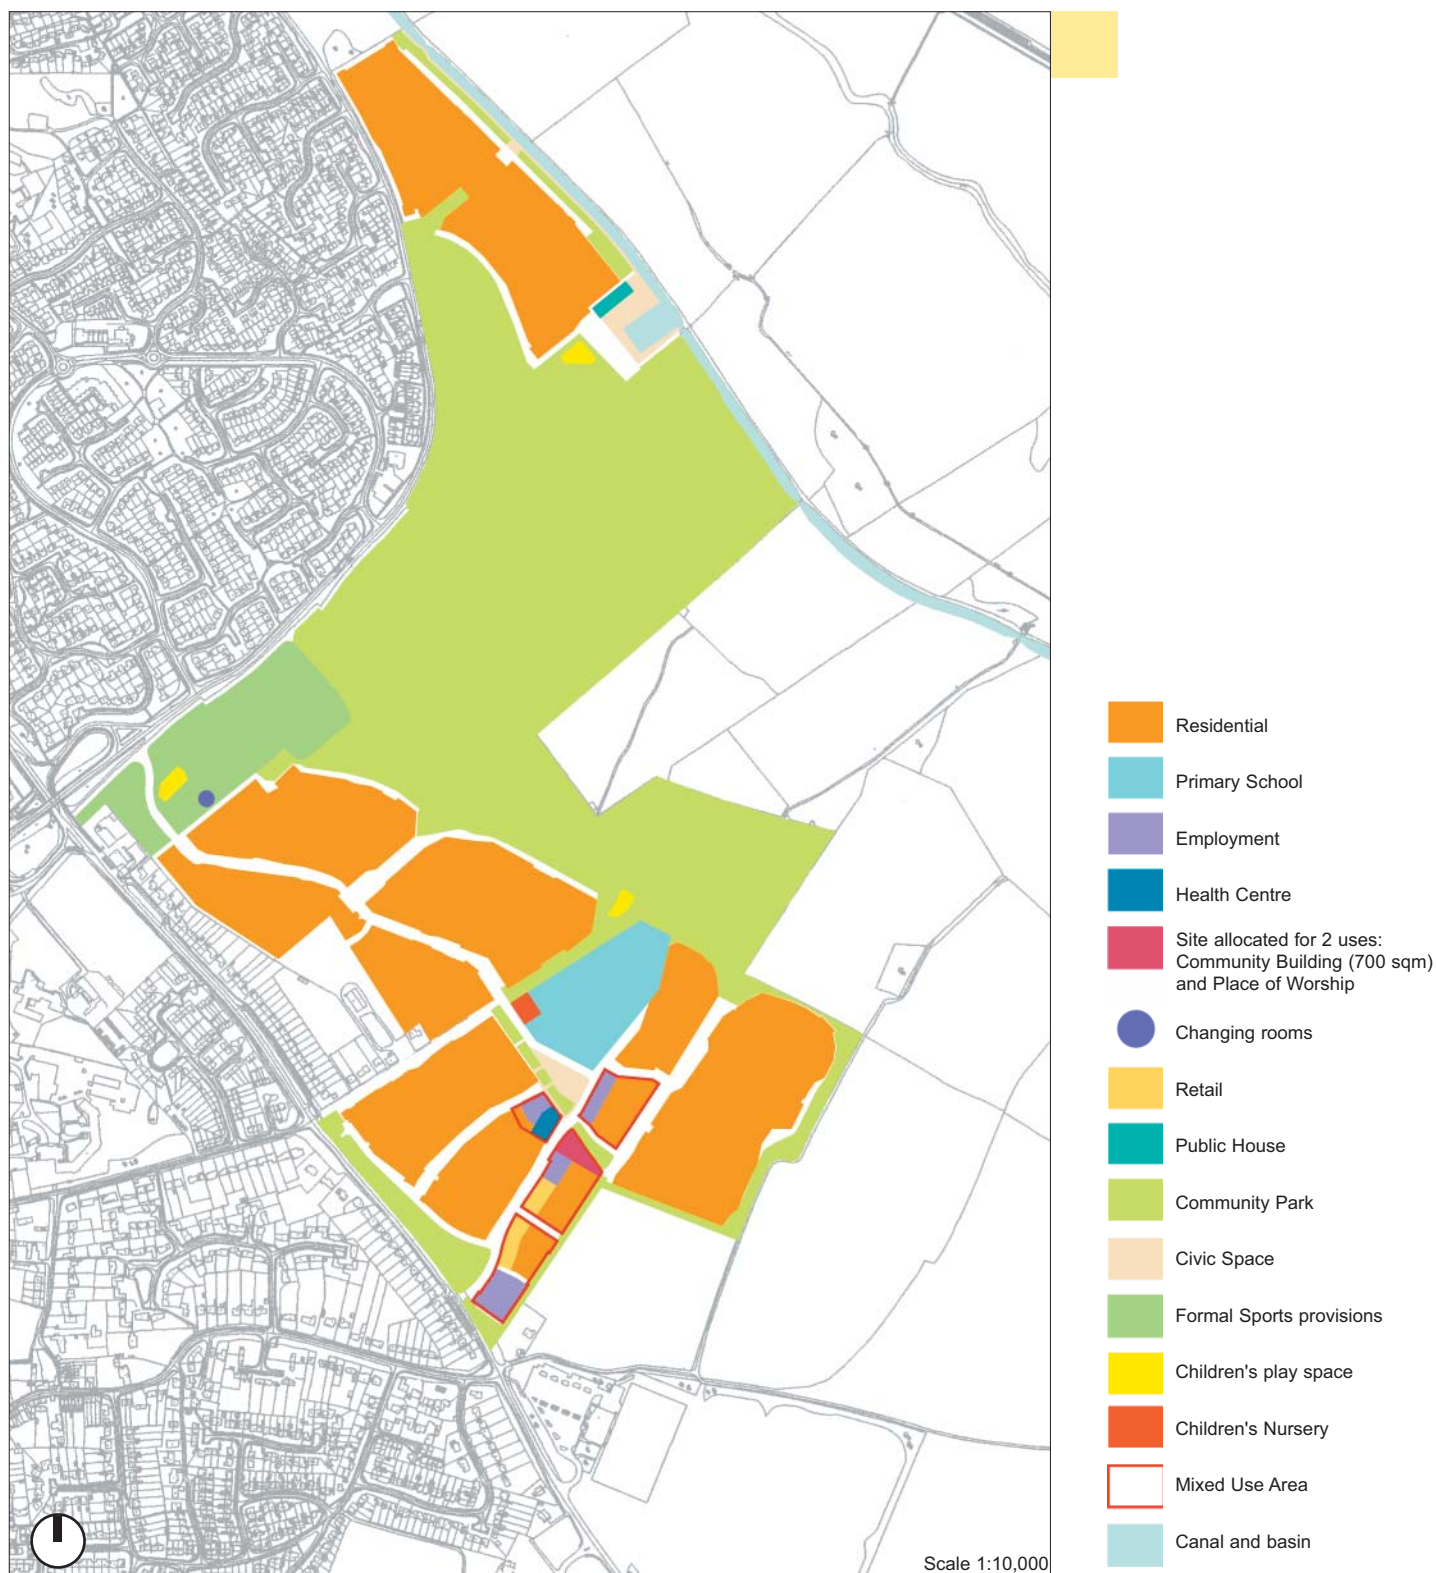 Residential
Primary School
Employment
Health Centre
Site allocated for 2 uses:
Community Building (700 sqm)
and Place of Worship
Changing rooms
Retail
Public House
Community Park
Civic Space
Formal Sports provisions
Children's play space
Children's Nursery
Mixed Use Area
Canal and basin
Scale 1:10,000